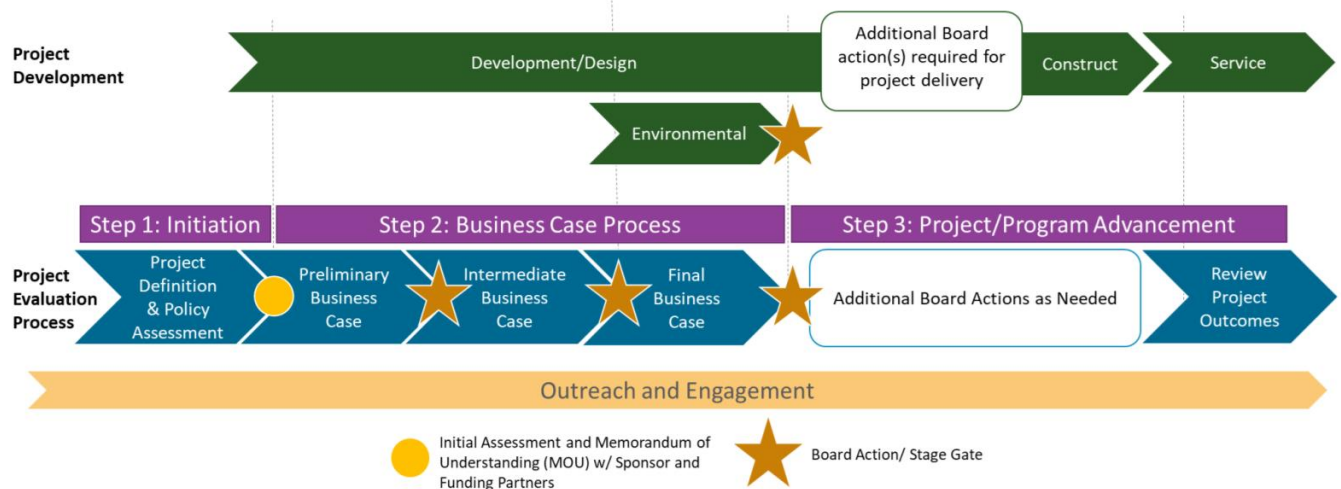 Project
Development
Development/Design
Additional Board
action(s) required for
project delivery
Construct
Service
Environmental
Step 1: Initiation
Step 2: Business Case Process
Step 3: Project/Program Advancement
Project
Evaluation
Process
Project
Definition
& Policy
Assessment
Preliminary
Business
Case
Intermediate
Business
Case
Final
Business
Case
Additional Board Actions as Needed
Review
Project
Outcomes
Outreach and Engagement
Initial Assessment and Memorandum of
Understanding (MOU) w/ Sponsor and
Funding Partners
Board Action/ Stage Gate